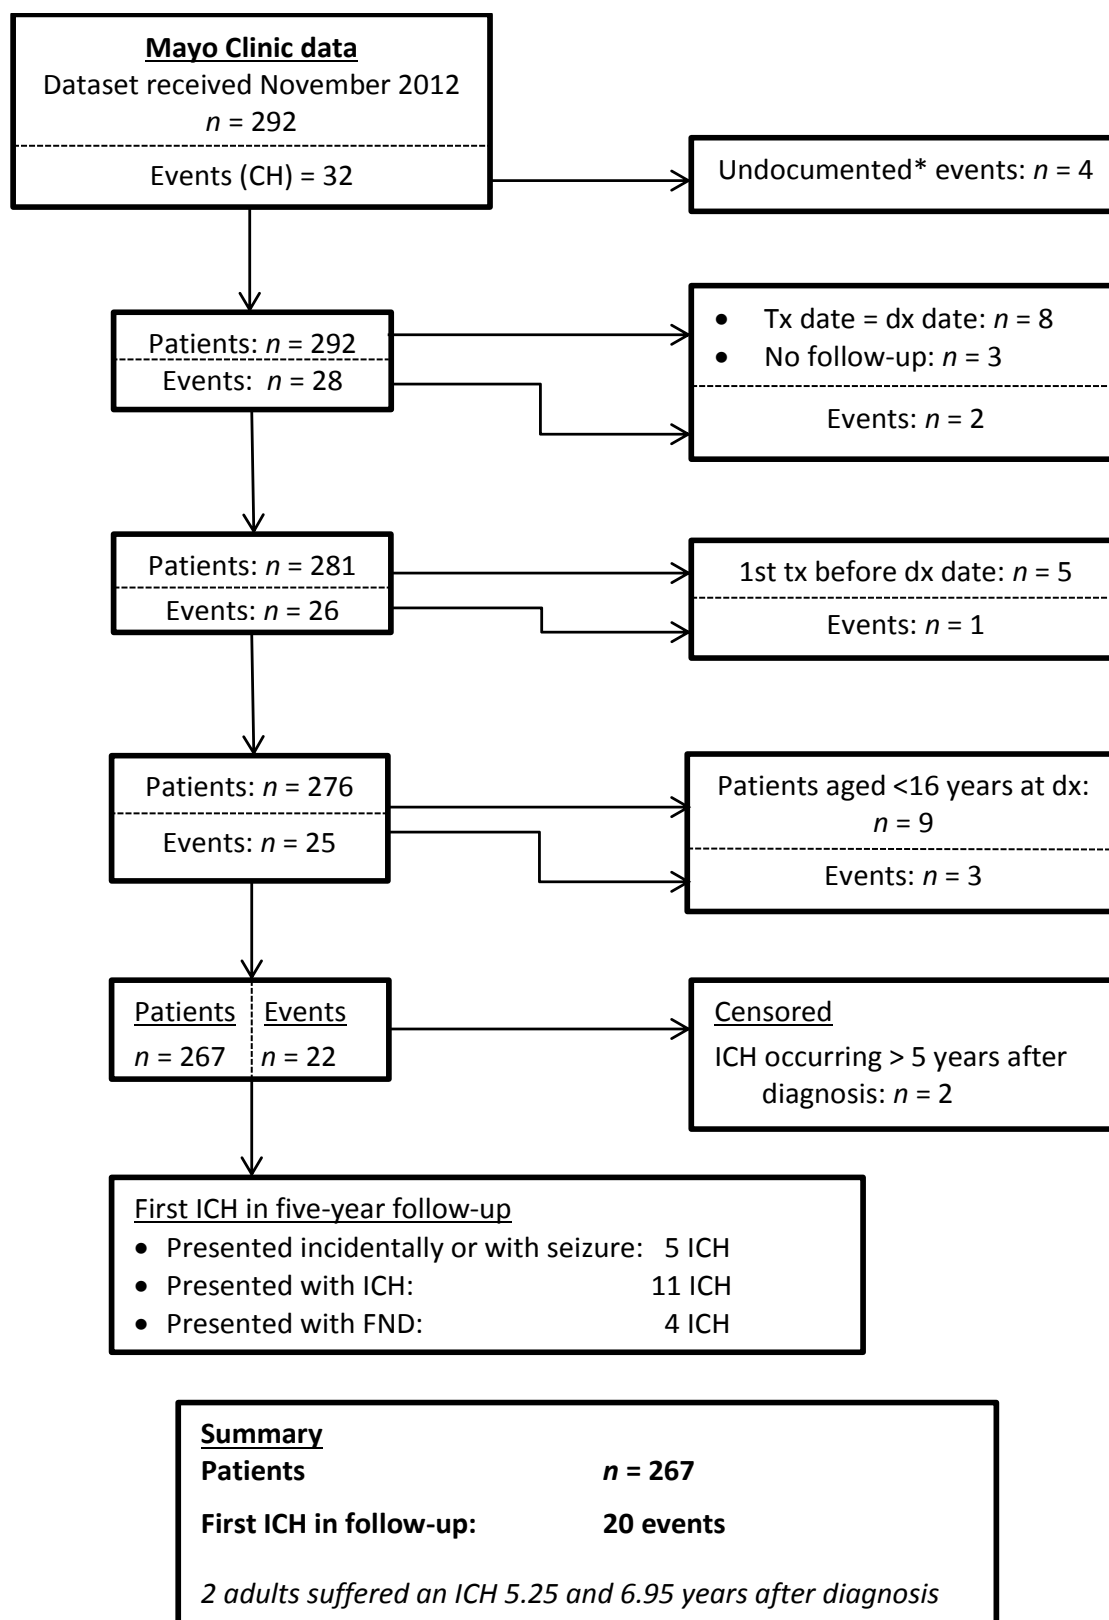 Mayo Clinic data
Dataset received November 2012
n = 292
Events (CH) = 32
Undocumented* events: n = 4
Patients: n = 292
Events: n = 28
• Tx date = dx date: n = 8
• No follow-up: n = 3
Events: n = 2
Patients: n = 281
Events: n = 26
1st tx before dx date: n = 5
Events: n = 1
Patients: n = 276
Events: n = 25
Patients aged <16 years at dx:
n = 9
Events: n = 3
Patients Events
n = 267 n = 22
Censored
ICH occurring > 5 years after
diagnosis: n = 2
First ICH in five-year follow-up
• Presented incidentally or with seizure: 5 ICH
• Presented with ICH: 11 ICH
• Presented with FND: 4 ICH
Summary
Patients n = 267
First ICH in follow-up: 20 events
2 adults suffered an ICH 5.25 and 6.95 years after diagnosis